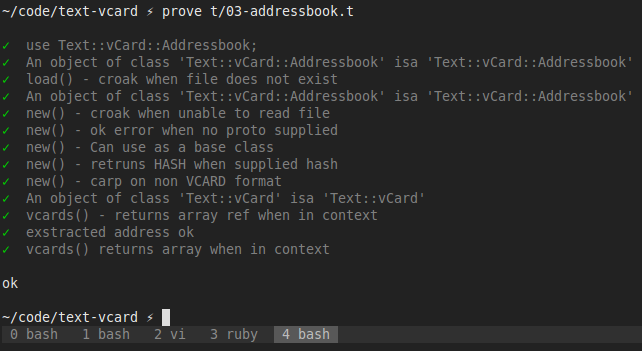 ~/code/text-vcard ⚡ prove t/03-addressbook.t
✓ use Text::vCard::Addressbook;
✓ An object of class 'Text::vCard::Addressbook' isa 'Text::vCard::Addressbook'
✓ load() - croak when file does not exist
✓ An object of class 'Text::vCard::Addressbook' isa 'Text::vCard::Addressbook'
✓ new() - croak when unable to read file
✓ new() - ok error when no proto supplied
✓ new() - Can use as a base class
✓ new() - retruns HASH when supplied hash
✓ new() - carp on non VCARD format
✓ An object of class 'Text::vCard' isa 'Text::vCard'
✓ vcards() - returns array ref when in context
✓ exstracted address ok
✓ vcards() returns array when in context
ok
~/code/text-vcard ⚡
0 bash 1 bash 2 vi 3 ruby 4 bash